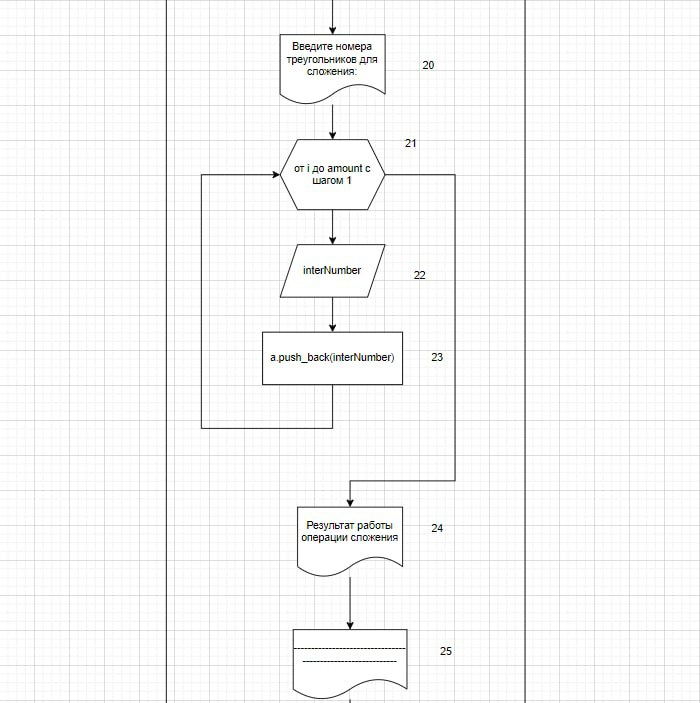 Введите номера
треугольников для
сложения:
20
21
от i до amount с
шагом 1
interNumber
22
a.push_back(interNumber)
23
Результат работы
операции сложения
24
25
--------------------------------
--------------------------